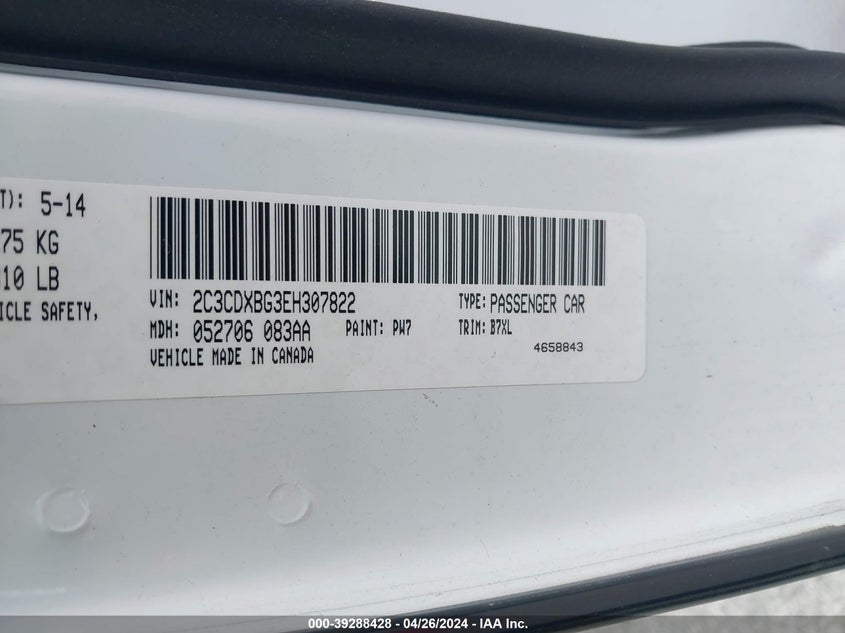 T): 5-14
75 KG
10 LB
ICLE SAFETY,
VIN: 2C3CDXBG3EH307822 TYPE: PASSENGER CAR
MDH: 052706 083AA PAINT: PW7 TRIM: B7XL
VEHICLE MADE IN CANADA 4658843
000-39288428 - 04/26/2024 - IAA Inc.